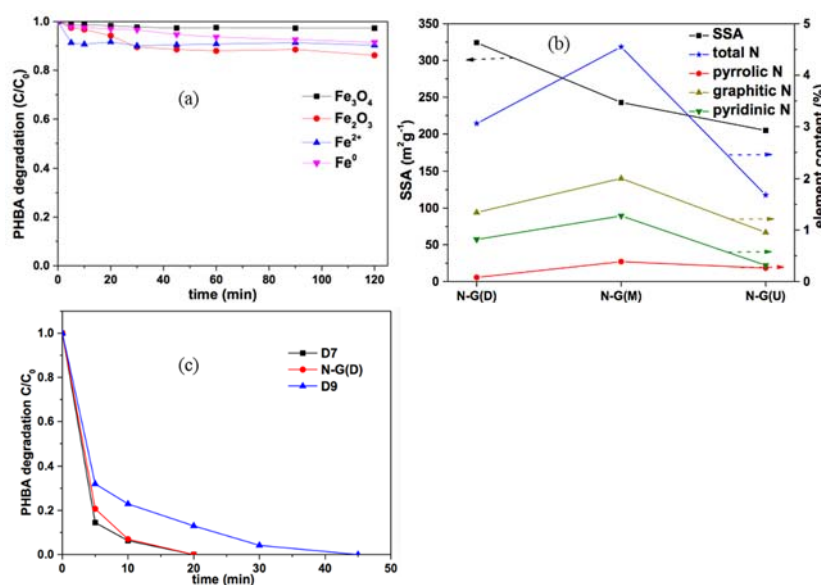 PHBA degradation (C/C₀)
1.0
0.8
0.6
0.4
0.2
0.0
(a)
Fe₃O₄
Fe₂O₃
Fe²⁺
Fe⁰
0 20 40 60 80 100 120
time (min)
SSA (m²g⁻¹)
350
300
250
200
150
100
50
0
(b)
SSA
total N
pyrrolic N
graphitic N
pyridinic N
5
4
3
2
1
0
element content (%)
N-G(D) N-G(M) N-G(U)
PHBA degradation C/C₀
1.0
0.8
0.6
0.4
0.2
0.0
(c)
D7
N-G(D)
D9
0 10 20 30 40 50
time (min)